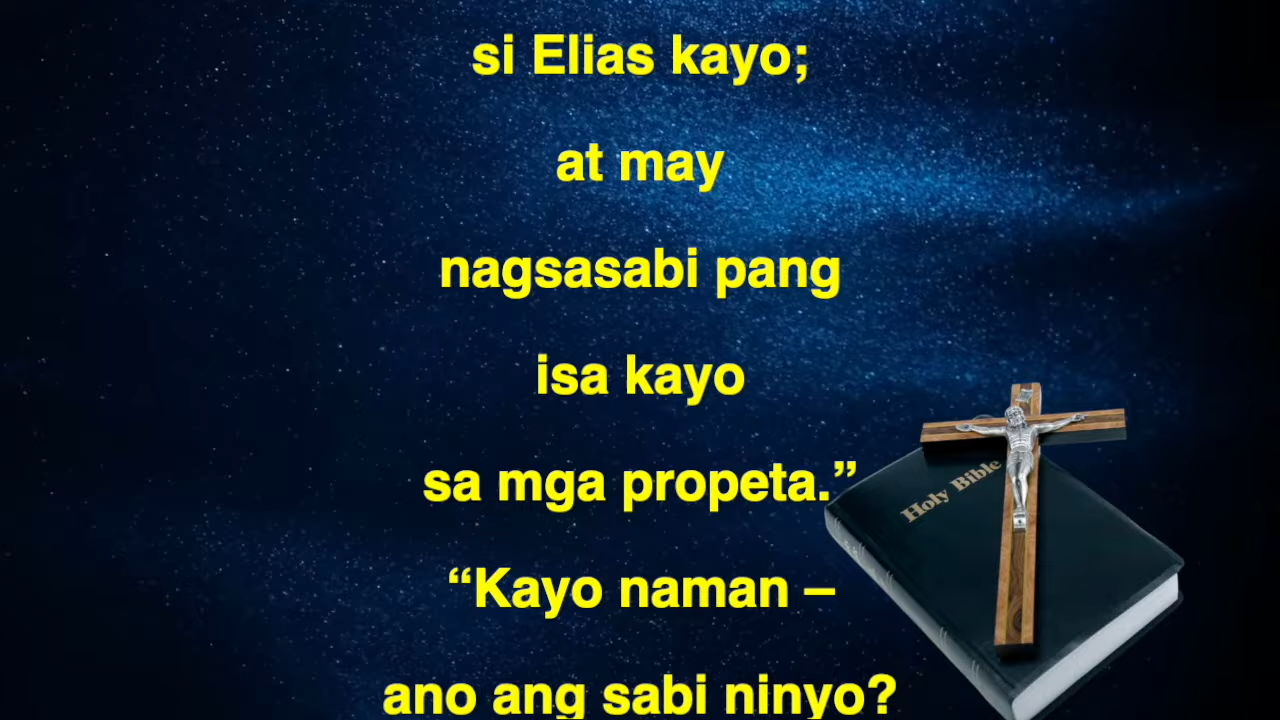 si Elias kayo;
at may
nagsasabi pang
isa kayo
sa mga propeta.”
“Kayo naman –
ano ang sabi ninyo?
Holy Bible